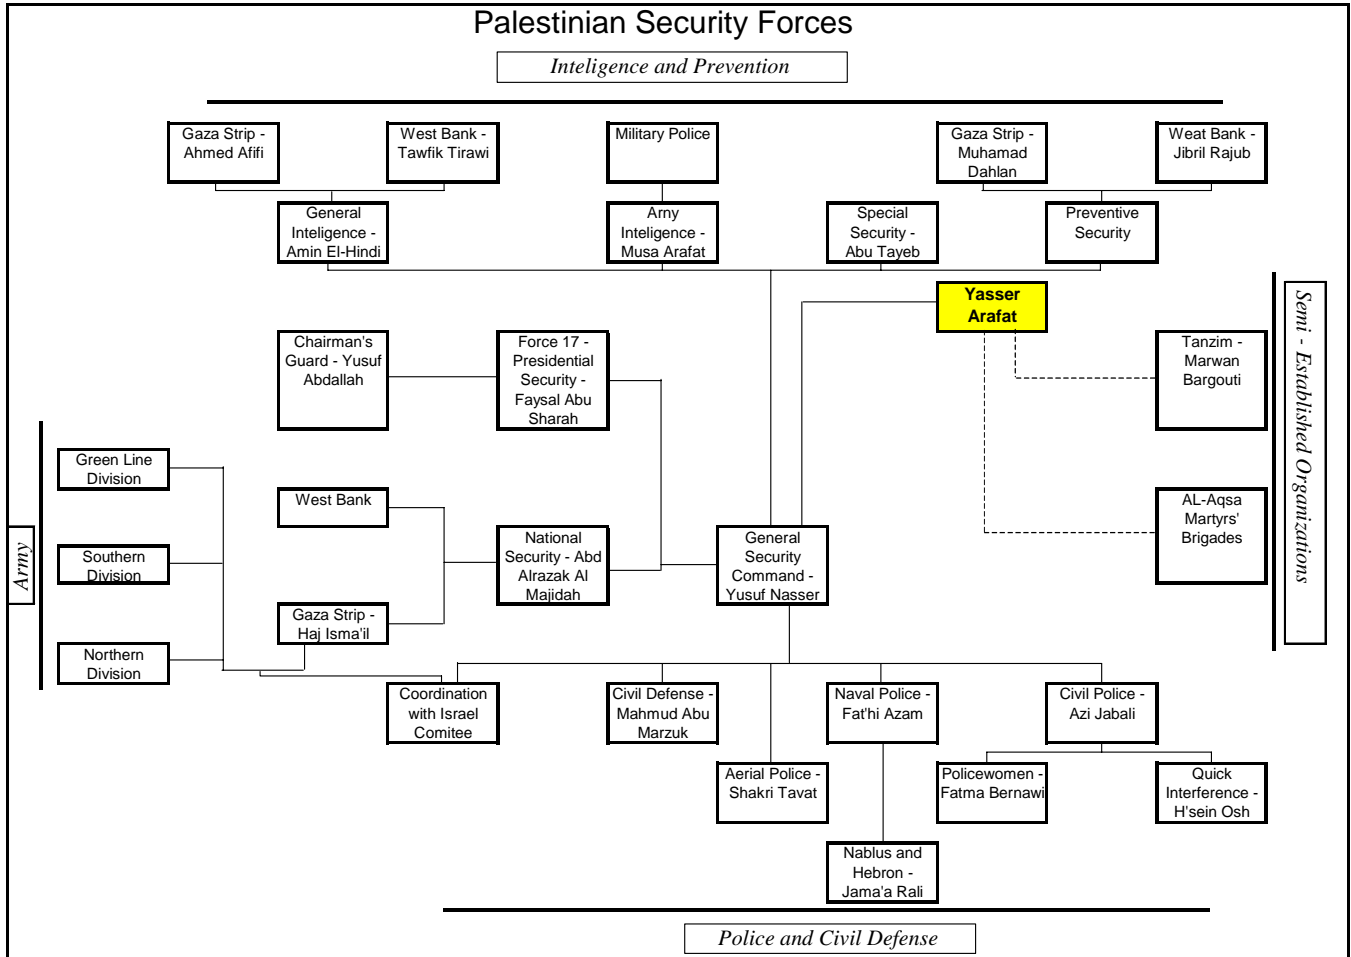 Palestinian Security Forces
Inteligence and Prevention
Gaza Strip -
Ahmed Afifi
West Bank -
Tawfik Tirawi
Military Police
Gaza Strip -
Muhamad
Dahlan
Weat Bank -
Jibril Rajub
General
Inteligence -
Amin El-Hindi
Arny
Inteligence -
Musa Arafat
Special
Security -
Abu Tayeb
Preventive
Security
Yasser
Arafat
Semi - Established Organizations
Chairman's
Guard - Yusuf
Abdallah
Force 17 -
Presidential
Security -
Faysal Abu
Sharah
Tanzim -
Marwan
Bargouti
Army
Green Line
Division
West Bank
AL-Aqsa
Martyrs'
Brigades
Southern
Division
National
Security - Abd
Alrazak Al
Majidah
General
Security
Command -
Yusuf Nasser
Gaza Strip -
Haj Isma'il
Northern
Division
Coordination
with Israel
Comitee
Civil Defense -
Mahmud Abu
Marzuk
Naval Police -
Fat'hi Azam
Civil Police -
Azi Jabali
Aerial Police -
Shakri Tavat
Policewomen -
Fatma Bernawi
Quick
Interference -
H'sein Osh
Nablus and
Hebron -
Jama'a Rali
Police and Civil Defense